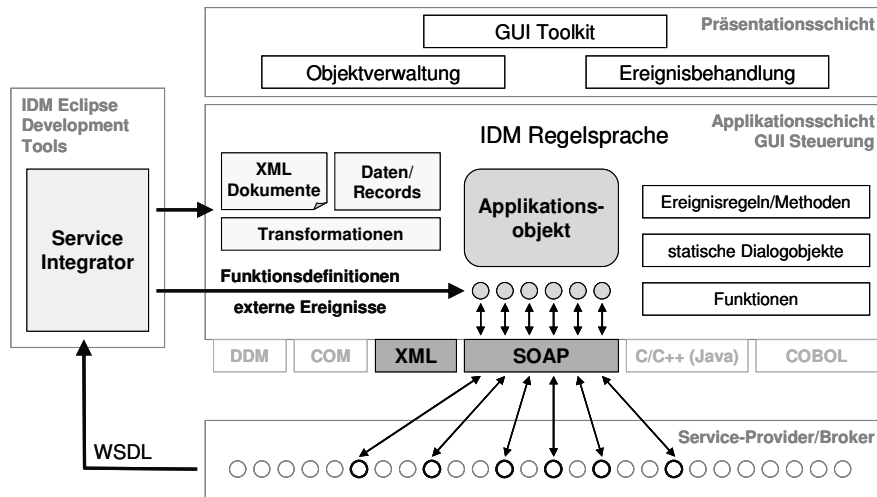 Präsentationsschicht
GUI Toolkit
Objektverwaltung
Ereignisbehandlung
IDM Eclipse
Development
Tools
Service
Integrator
Applikationsschicht
GUI Steuerung
IDM Regelsprache
XML
Dokumente
Daten/
Records
Transformationen
Applikations-
objekt
Ereignisregeln/Methoden
statische Dialogobjekte
Funktionen
Funktionsdefinitionen
externe Ereignisse
DDM
COM
XML
SOAP
C/C++ (Java)
COBOL
WSDL
Service-Provider/Broker